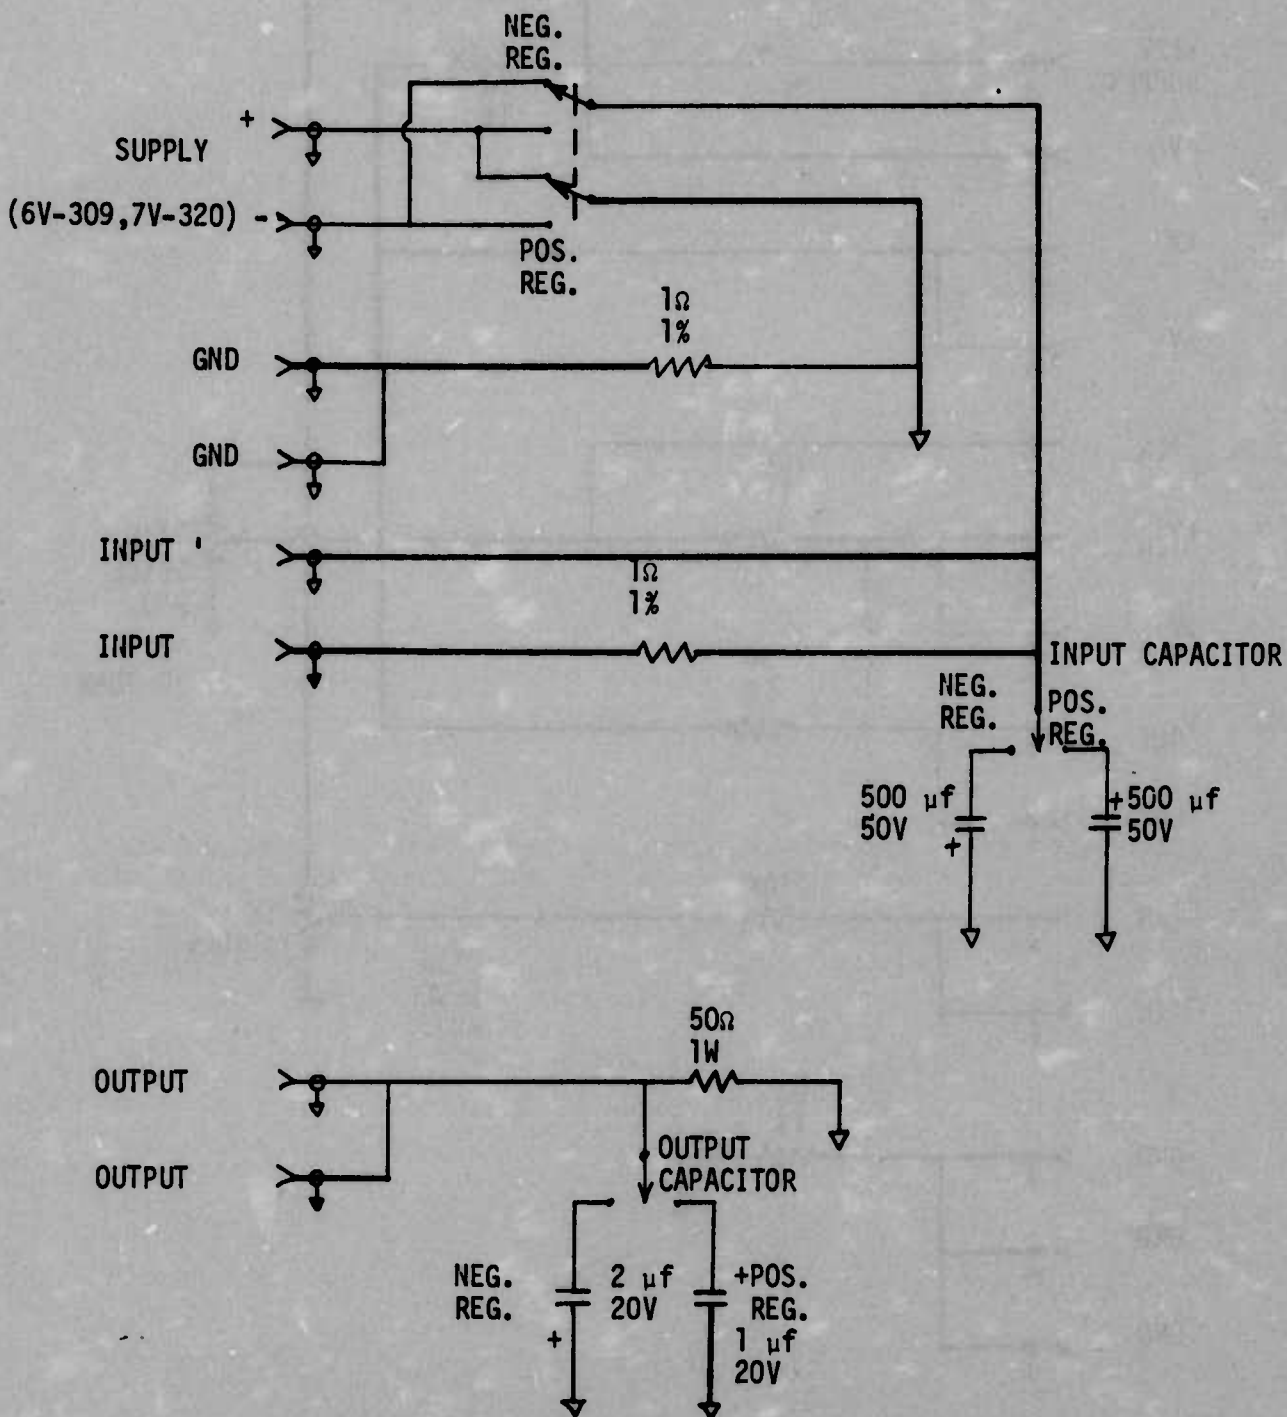 NEG.
REG.
+
SUPPLY
(6V-309,7V-320) -
POS.
REG.
1Ω
1%
GND
GND
INPUT '
1Ω
1%
INPUT
INPUT CAPACITOR
NEG.
REG.
POS.
REG.
500 µf
50V
+
+500 µf
50V
50Ω
1W
OUTPUT
OUTPUT
OUTPUT
CAPACITOR
NEG.
REG.
+
2 µf
20V
+POS.
REG.
1 µf
20V